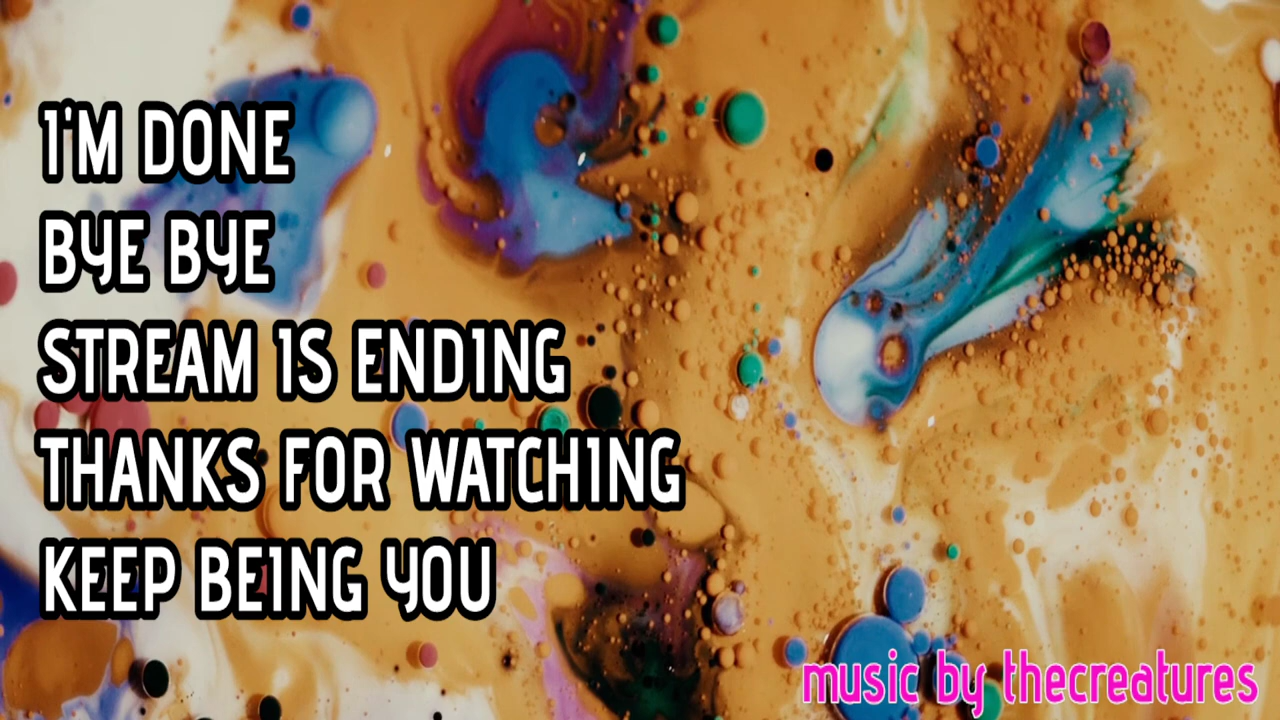 I'M DONE
BYE BYE
STREAM IS ENDING
THANKS FOR WATCHING
KEEP BEING YOU
music by thecreatures